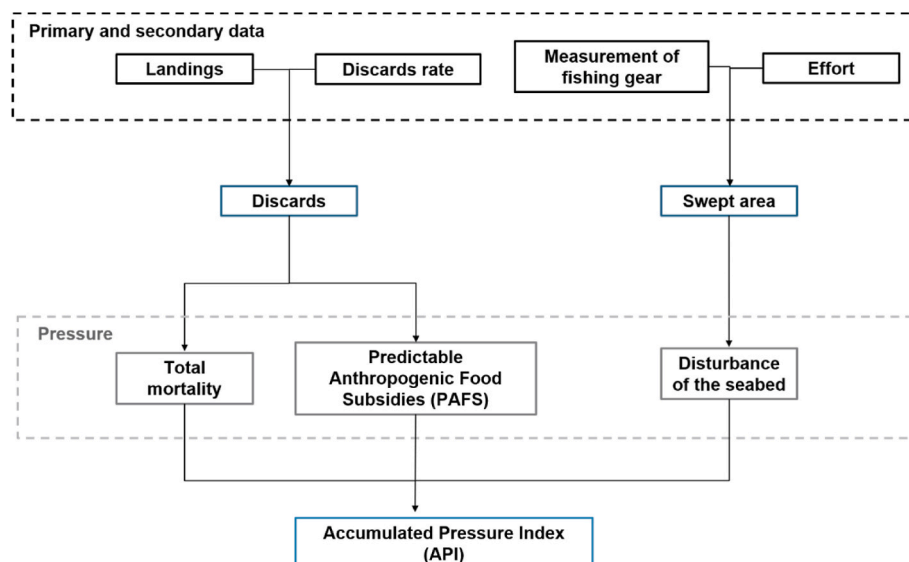 Primary and secondary data
Landings
Discards rate
Measurement of
fishing gear
Effort
Discards
Swept area
Pressure
Total
mortality
Predictable
Anthropogenic Food
Subsidies (PAFS)
Disturbance
of the seabed
Accumulated Pressure Index
(API)